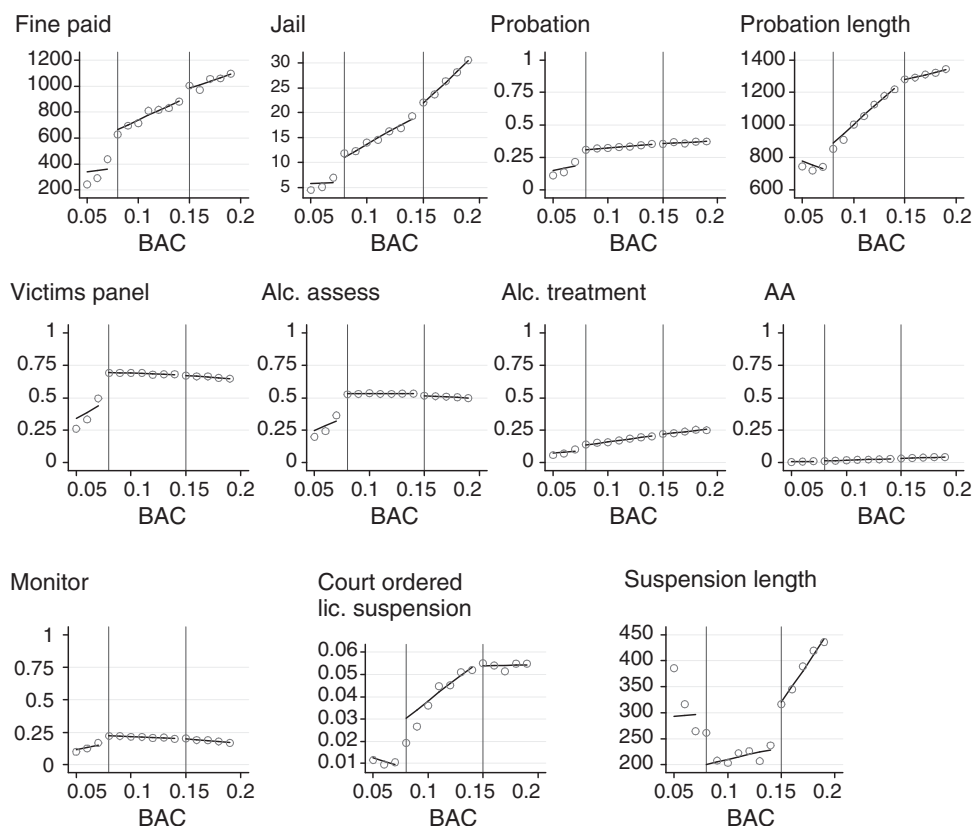 Fine paid
1200
1000
800
600
400
200
0.05 0.1 0.15 0.2
BAC
Jail
30
25
20
15
10
5
0.05 0.1 0.15 0.2
BAC
Probation
1
0.75
0.5
0.25
0
0.05 0.1 0.15 0.2
BAC
Probation length
1400
1200
1000
800
600
0.05 0.1 0.15 0.2
BAC
Victims panel
1
0.75
0.5
0.25
0
0.05 0.1 0.15 0.2
BAC
Alc. assess
1
0.75
0.5
0.25
0
0.05 0.1 0.15 0.2
BAC
Alc. treatment
1
0.75
0.5
0.25
0
0.05 0.1 0.15 0.2
BAC
AA
1
0.75
0.5
0.25
0
0.05 0.1 0.15 0.2
BAC
Monitor
1
0.75
0.5
0.25
0
0.05 0.1 0.15 0.2
BAC
Court ordered
lic. suspension
0.06
0.05
0.04
0.03
0.02
0.01
0.05 0.1 0.15 0.2
BAC
Suspension length
450
400
350
300
250
200
0.05 0.1 0.15 0.2
BAC